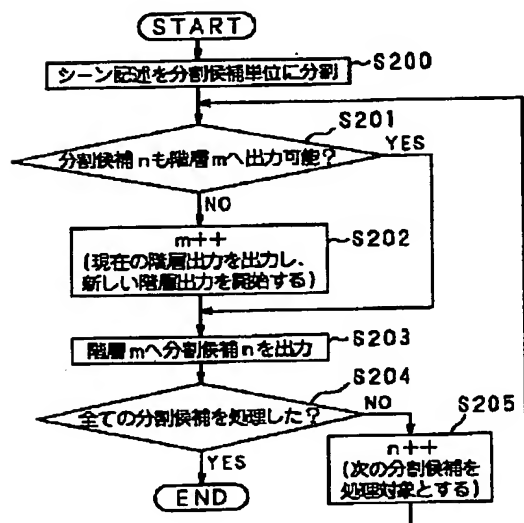 START
シーン記述を分割候補単位に分割
S200
S201
分割候補nも階層mへ出力可能?
YES
NO
m++
(現在の階層出力を出力し、
新しい階層出力を開始する)
S202
階層mへ分割候補nを出力
S203
S204
全ての分割候補を処理した?
NO
S205
YES
n++
(次の分割候補を
処理対象とする)
END